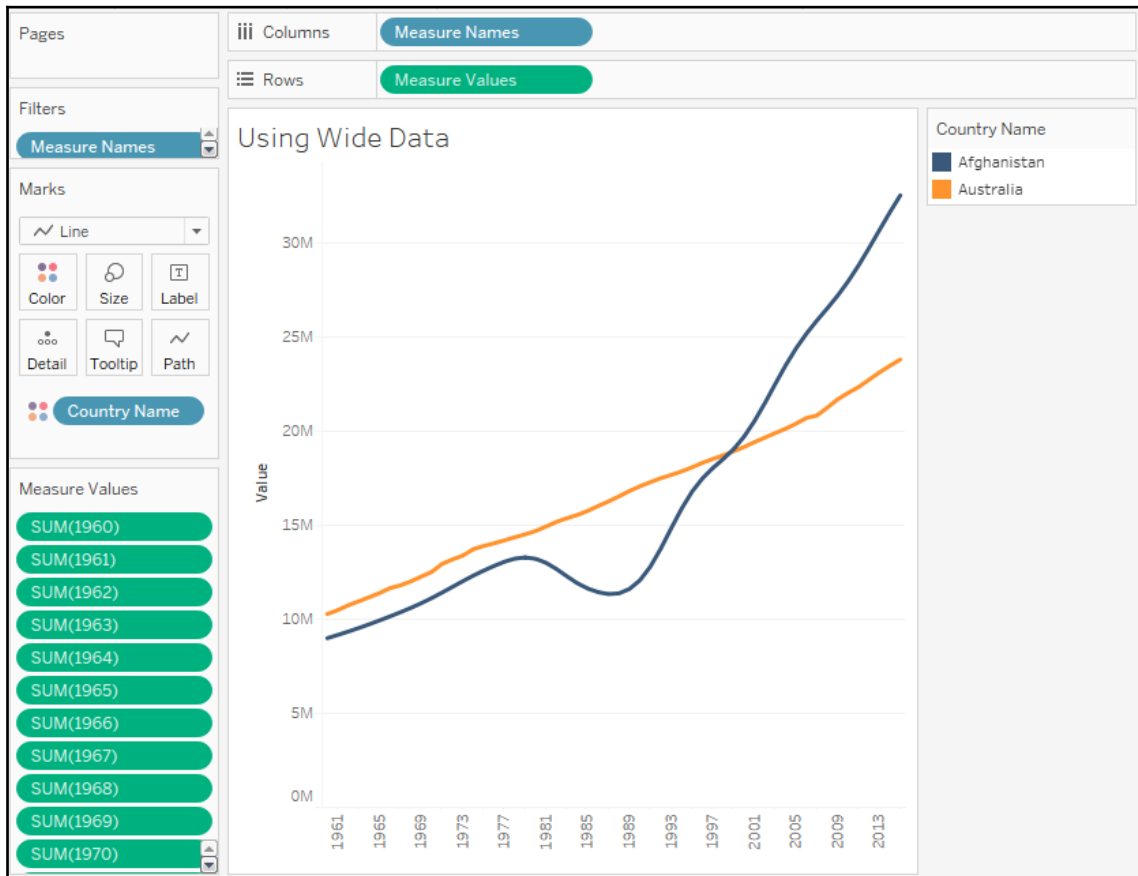 Pages
Columns
Measure Names
Rows
Measure Values
Filters
Measure Names
Marks
Line
Color
Size
Label
Detail
Tooltip
Path
Country Name
Measure Values
SUM(1960)
SUM(1961)
SUM(1962)
SUM(1963)
SUM(1964)
SUM(1965)
SUM(1966)
SUM(1967)
SUM(1968)
SUM(1969)
SUM(1970)
Using Wide Data
Value
30M
25M
20M
15M
10M
5M
0M
1961
1965
1969
1973
1977
1981
1985
1989
1993
1997
2001
2005
2009
2013
Country Name
Afghanistan
Australia